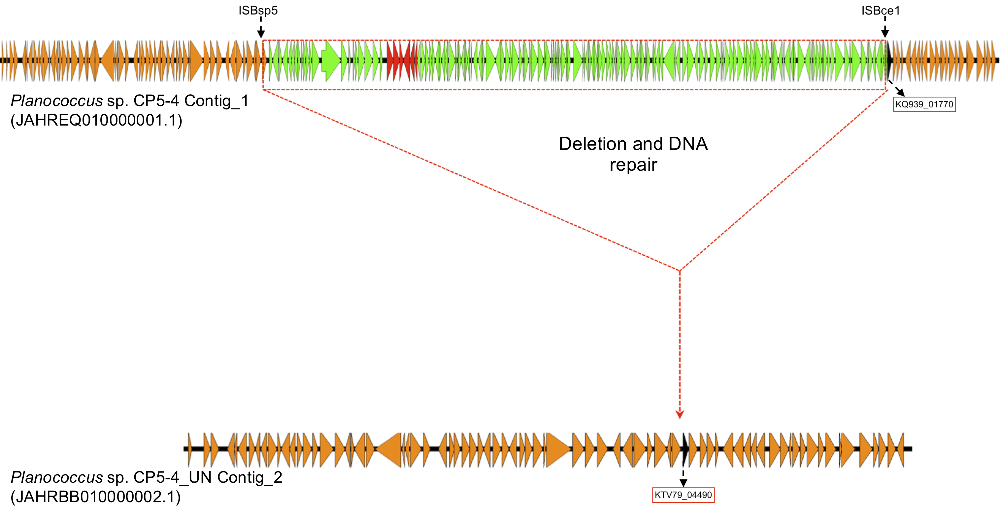 ISBsp5
ISBce1
Planococcus sp. CP5-4 Contig_1
(JAHREQ010000001.1)
KQ939_01770
Deletion and DNA
repair
Planococcus sp. CP5-4_UN Contig_2
(JAHRBB010000002.1)
KTV79_04490